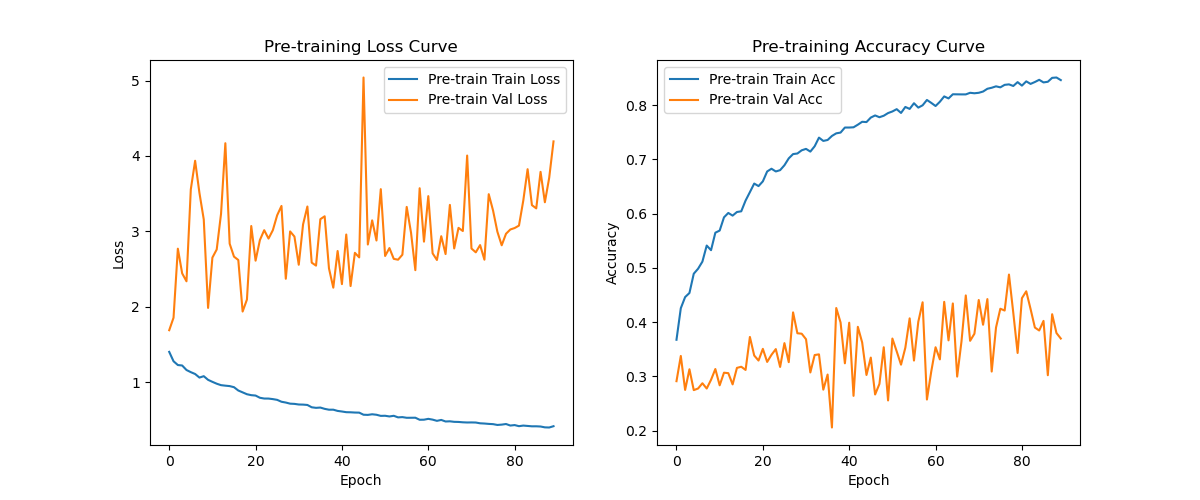 Pre-training Loss Curve
Pre-train Train Loss
Pre-train Val Loss
5
4
3
2
1
Loss
0
20
40
60
80
Epoch
Pre-training Accuracy Curve
Pre-train Train Acc
Pre-train Val Acc
0.8
0.7
0.6
0.5
0.4
0.3
0.2
Accuracy
0
20
40
60
80
Epoch